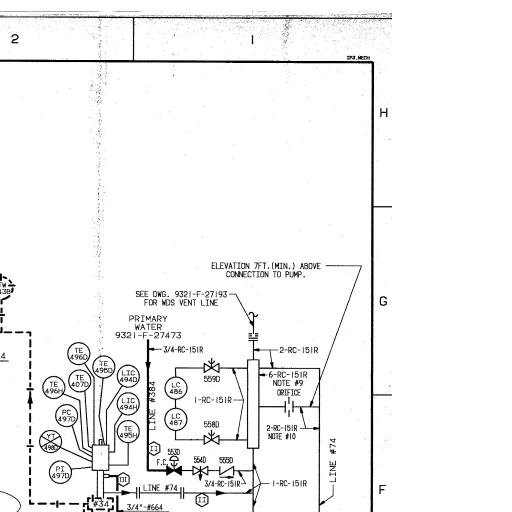 2
1
IP3_MECH
H
ELEVATION 7FT.(MIN.) ABOVE
CONNECTION TO PUMP.
SEE DWG. 9321-F-27193
FOR WDS VENT LINE
G
PRIMARY
WATER
9321-F-27473
3/4-RC-151R
2-RC-151R
TE
496D
TE
495D
TE
407D
LIC
494D
TE
496H
LIC
494H
PC
497D
TE
495H
YT
498D
PI
497D
LINE #384
LC
486
LC
487
559D
558D
1-RC-151R
6-RC-151R
NOTE #9
ORIFICE
2-RC-151R
NOTE #10
LINE #74
II
553D
F.C.
554D
555D
3/4-RC-151R
III
LINE #74
II
1-RC-151R
#34
3/4"-#664
F
4